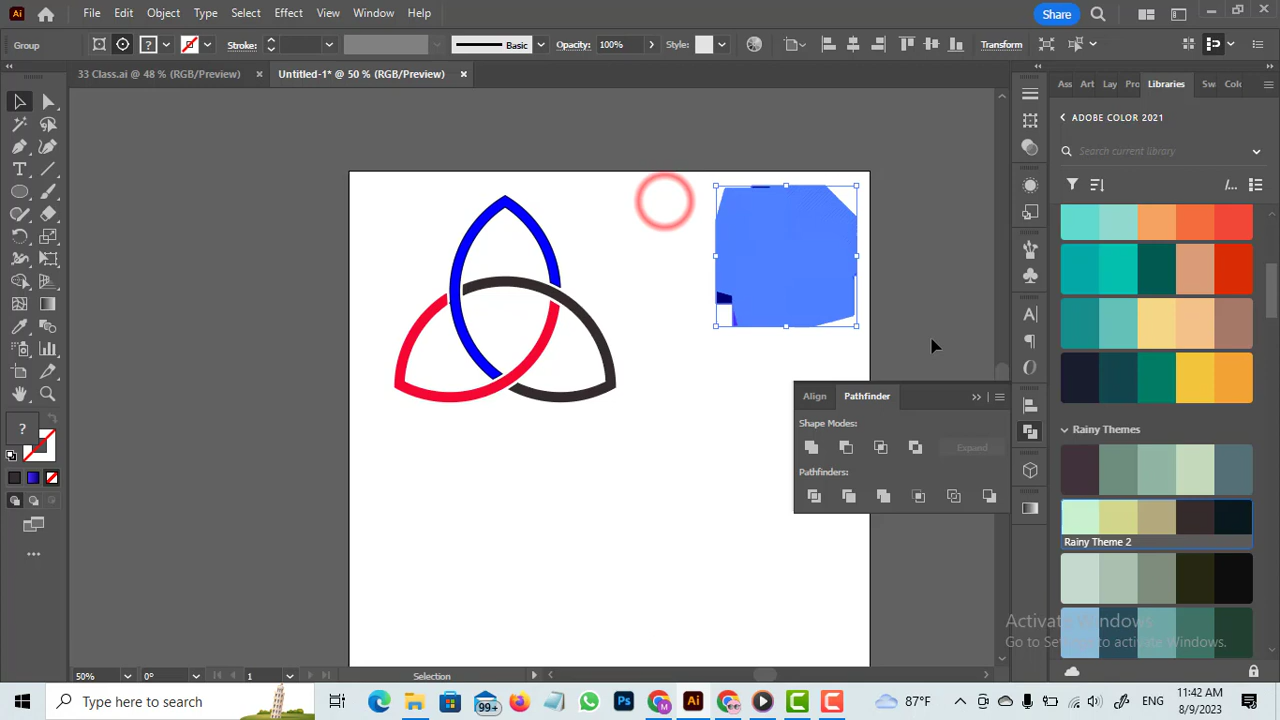 File Edit Object Type Select Effect View Window Help
Share
Group
Stroke:
Basic
Opacity: 100%
Style:
Transform
33 Class.ai @ 48 % (RGB/Preview) ×
Untitled-1* @ 50 % (RGB/Preview) ×
Ass Art Lay Pro Libraries Sw Colo
ADOBE COLOR 2021
Search current library
Rainy Themes
Rainy Theme 2
Align Pathfinder
Shape Modes:
Expand
Pathfinders:
Activate Windows
Go to Settings to activate Windows.
50% 0° 1 Selection
Type here to search
99+
87°F
ENG
11:42 AM
8/9/2023